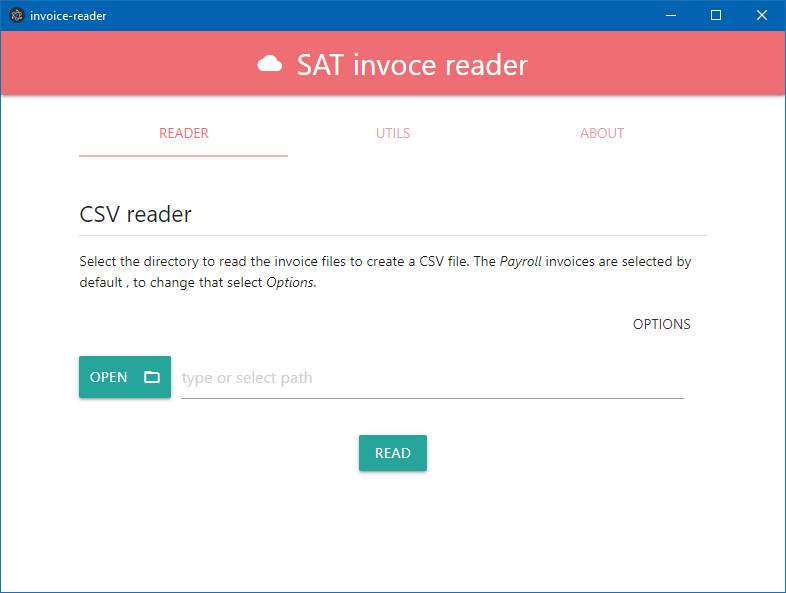 invoice-reader
SAT invoce reader
READER
UTILS
ABOUT
CSV reader
Select the directory to read the invoice files to create a CSV file. The Payroll invoices are selected by
default , to change that select Options.
OPTIONS
OPEN
type or select path
READ